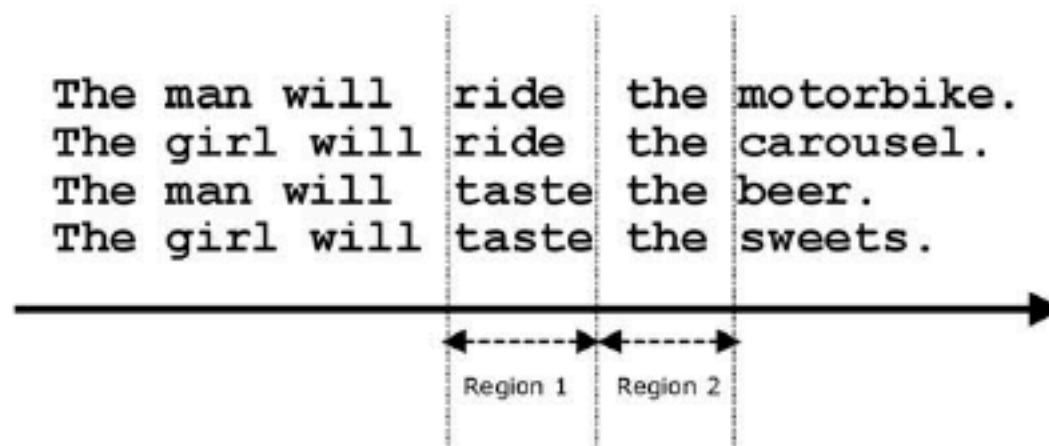 The man will ride the motorbike.
The girl will ride the carousel.
The man will taste the beer.
The girl will taste the sweets.
Region 1 Region 2